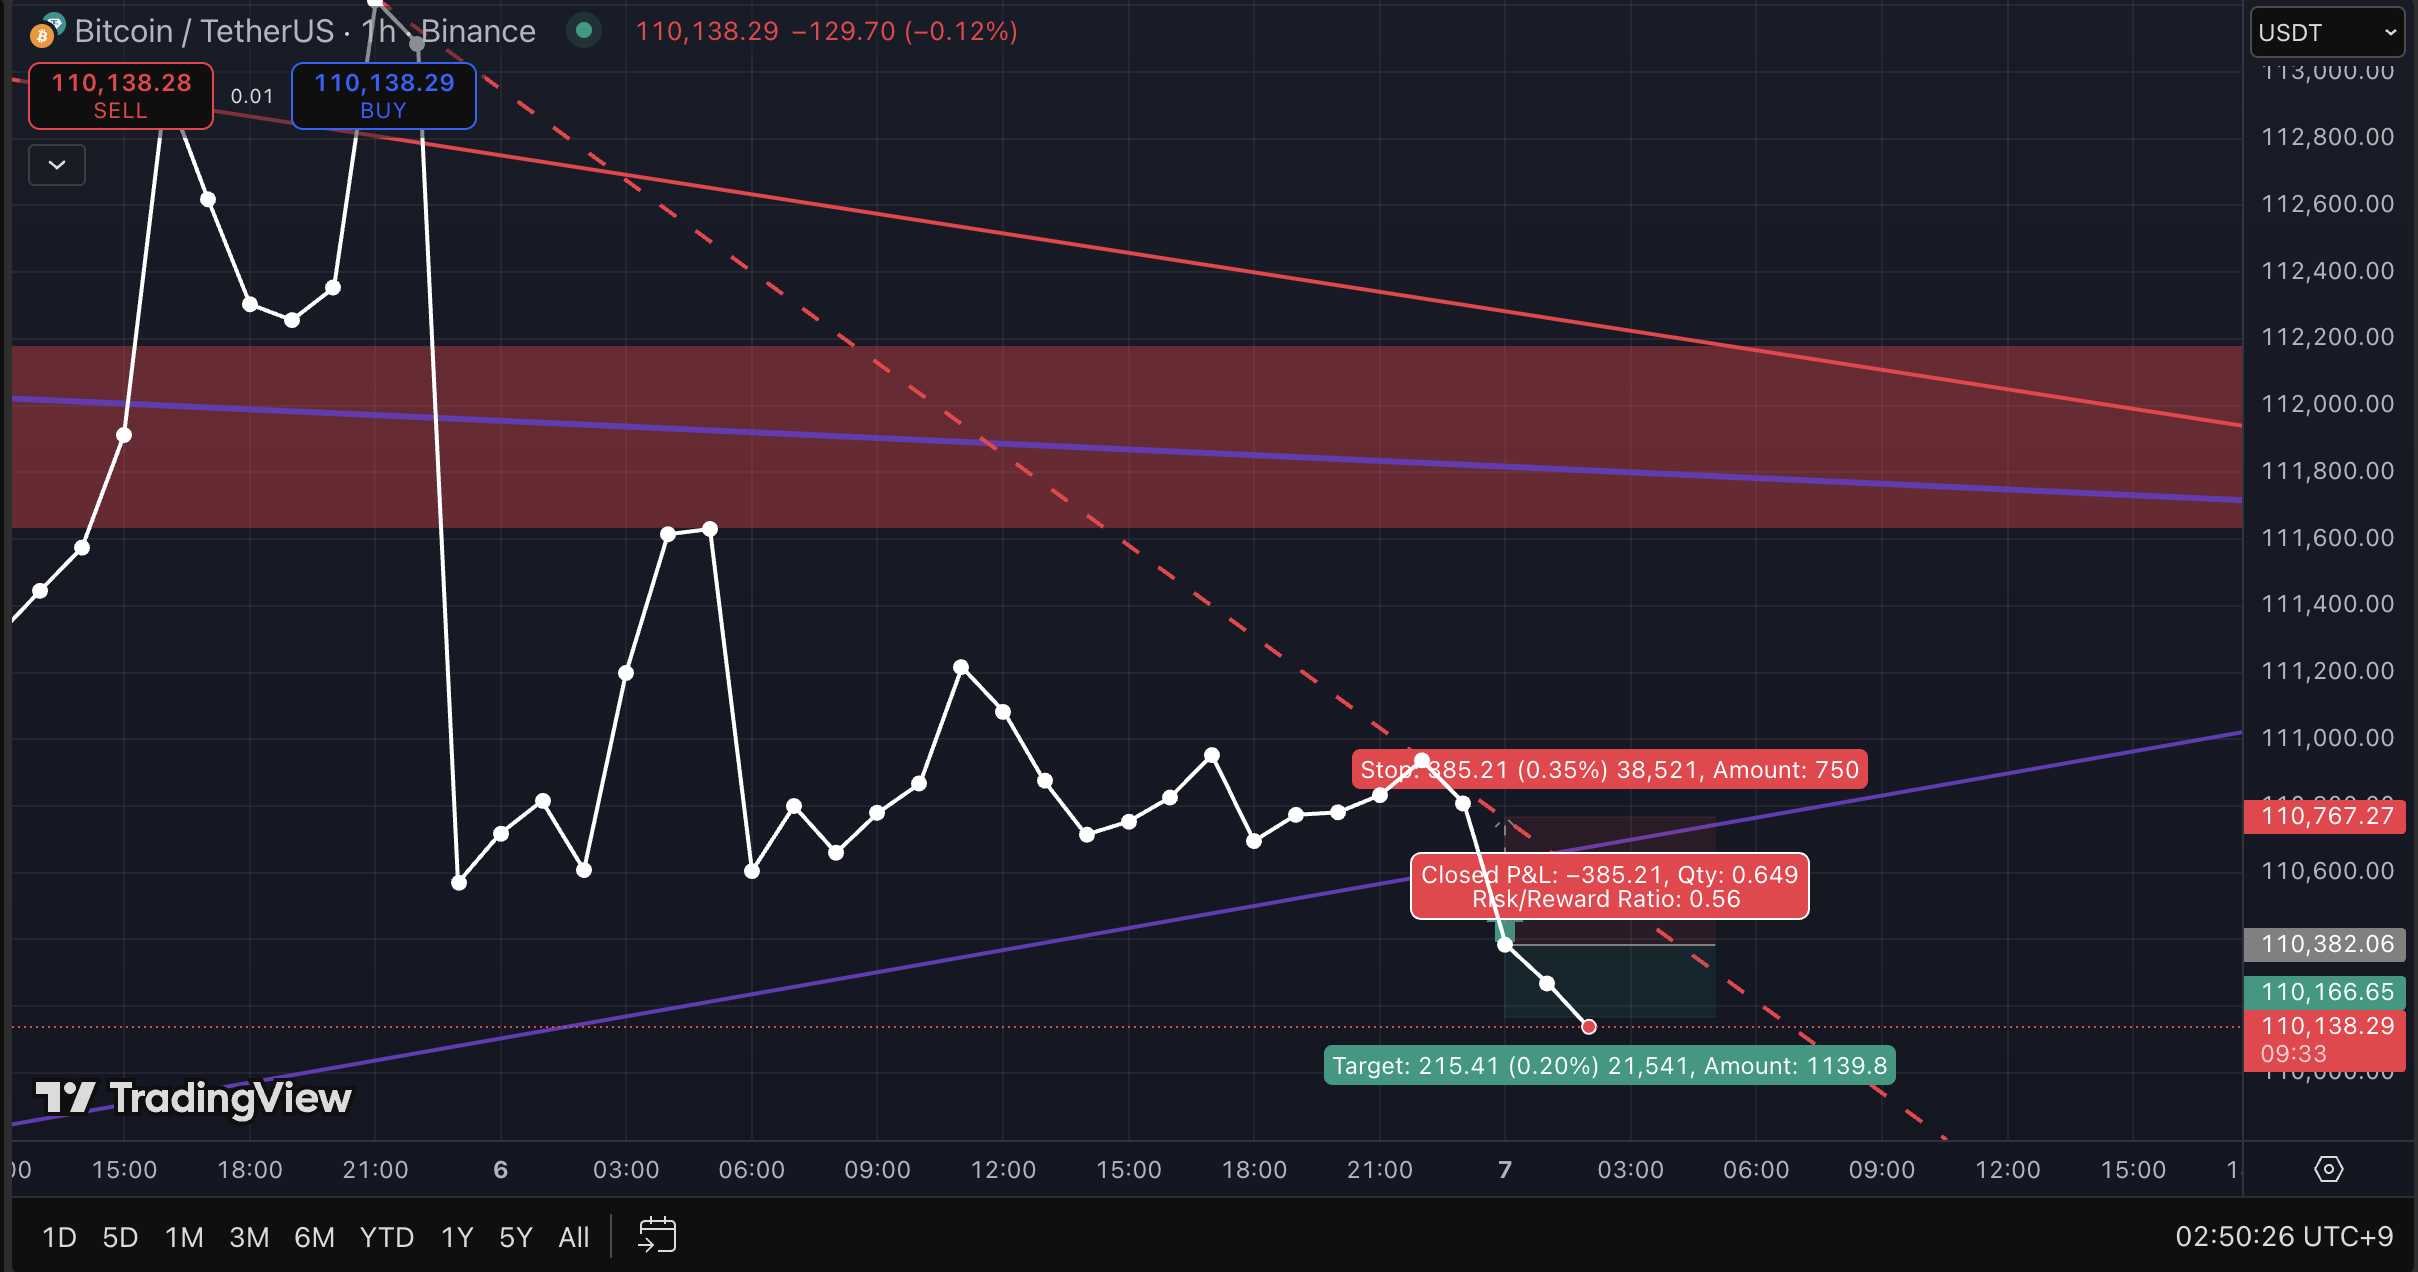 Bitcoin / TetherUS · 1h · Binance
110,138.29 −129.70 (−0.12%)
USDT
110,138.28
SELL
0.01
110,138.29
BUY
113,000.00
112,800.00
112,600.00
112,400.00
112,200.00
112,000.00
111,800.00
111,600.00
111,400.00
111,200.00
111,000.00
110,767.27
110,600.00
110,382.06
110,166.65
110,138.29
09:33
Stop: 385.21 (0.35%) 38,521, Amount: 750
Closed P&L: −385.21, Qty: 0.649
Risk/Reward Ratio: 0.56
Target: 215.41 (0.20%) 21,541, Amount: 1139.8
TradingView
15:00 18:00 21:00 6 03:00 06:00 09:00 12:00 15:00 18:00 21:00 7 03:00 06:00 09:00 12:00 15:00
1D 5D 1M 3M 6M YTD 1Y 5Y All
02:50:26 UTC+9